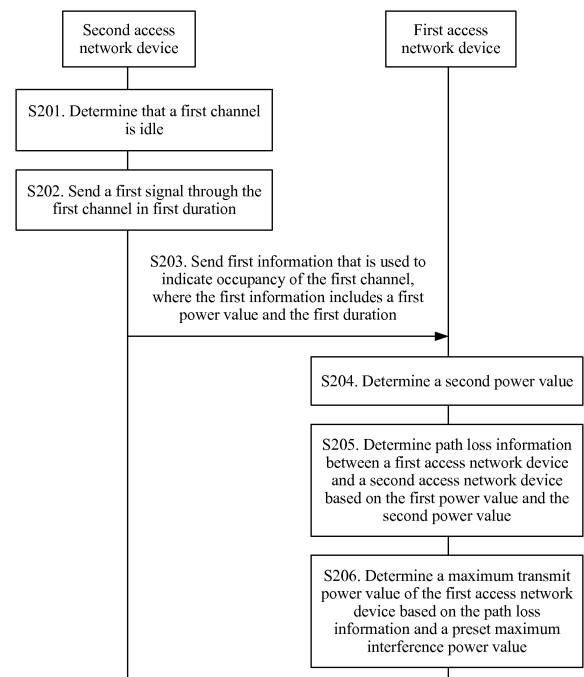 Second access
network device
First access
network device
S201. Determine that a first channel
is idle
S202. Send a first signal through the
first channel in first duration
S203. Send first information that is used to
indicate occupancy of the first channel,
where the first information includes a first
power value and the first duration
S204. Determine a second power value
S205. Determine path loss information
between a first access network device
and a second access network device
based on the first power value and the
second power value
S206. Determine a maximum transmit
power value of the first access network
device based on the path loss
information and a preset maximum
interference power value